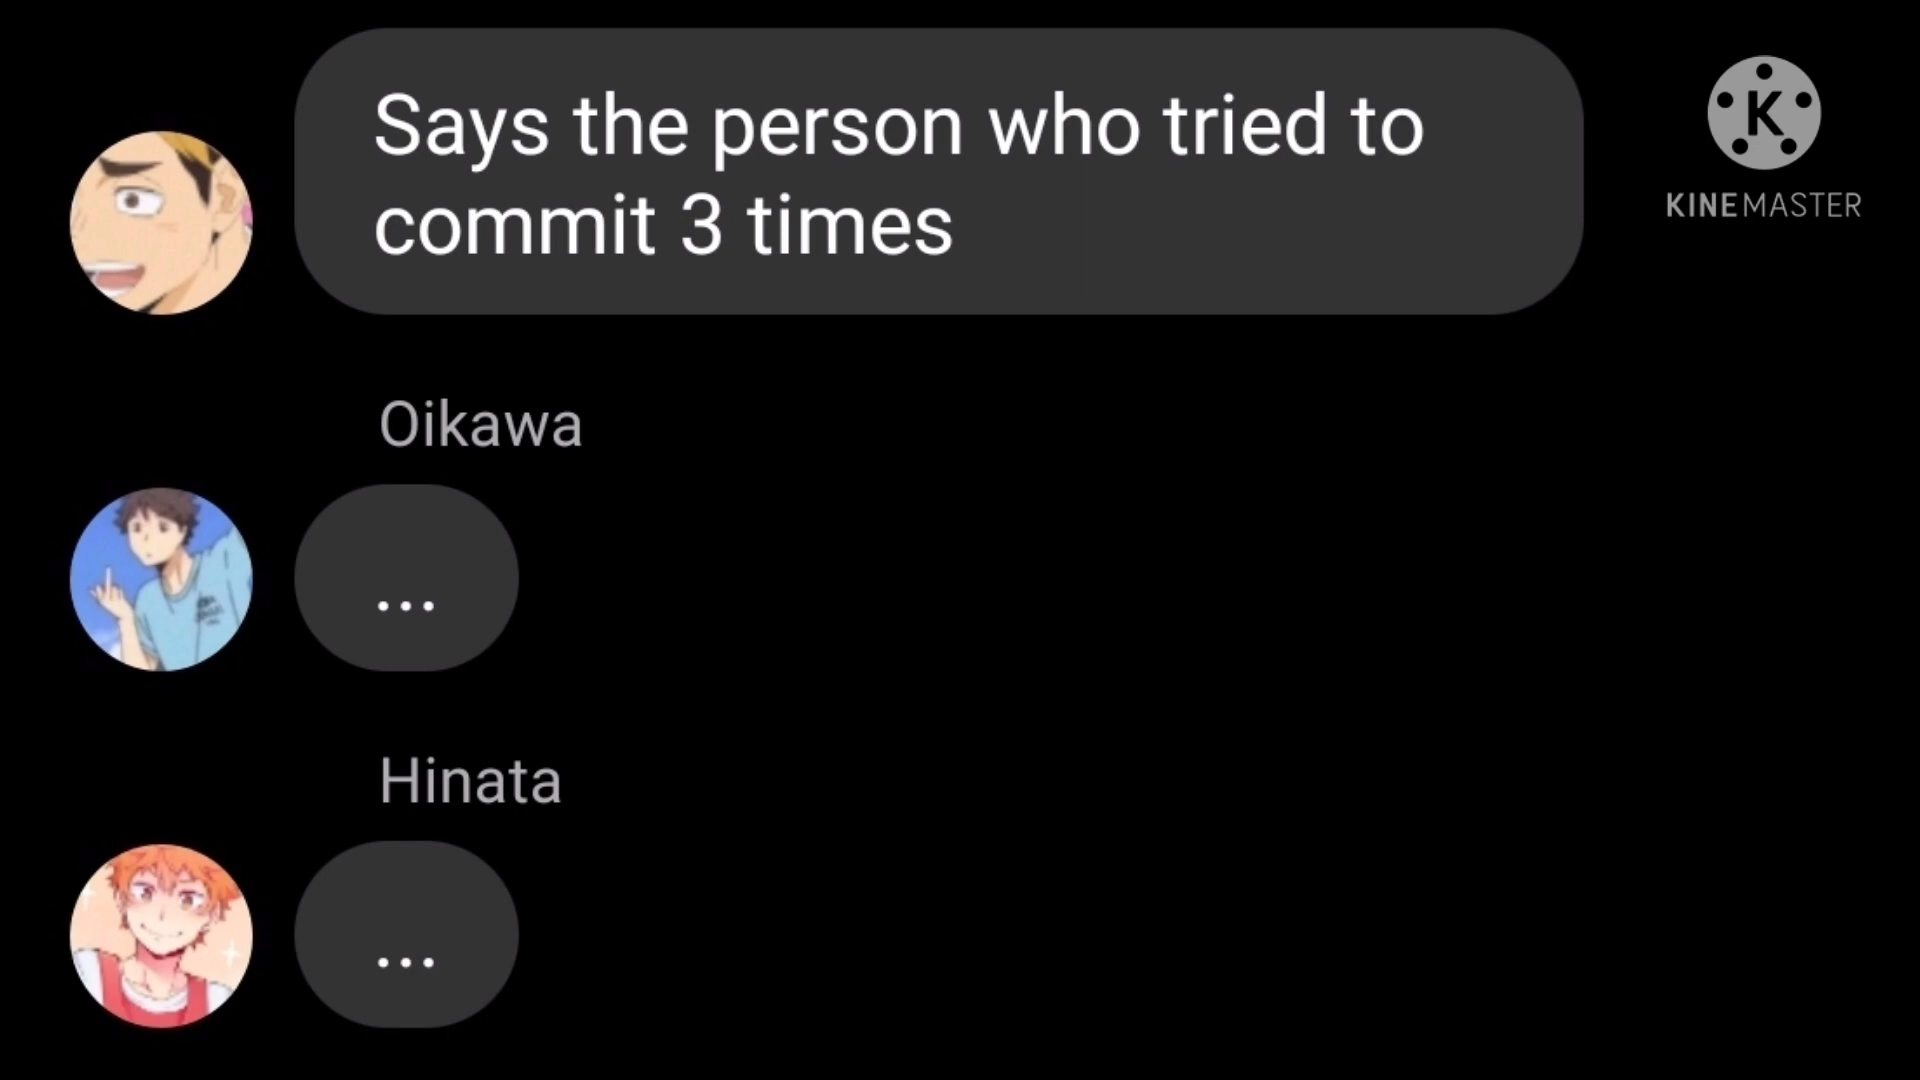 Says the person who tried to
commit 3 times
K
KINEMASTER
Oikawa
...
Hinata
...